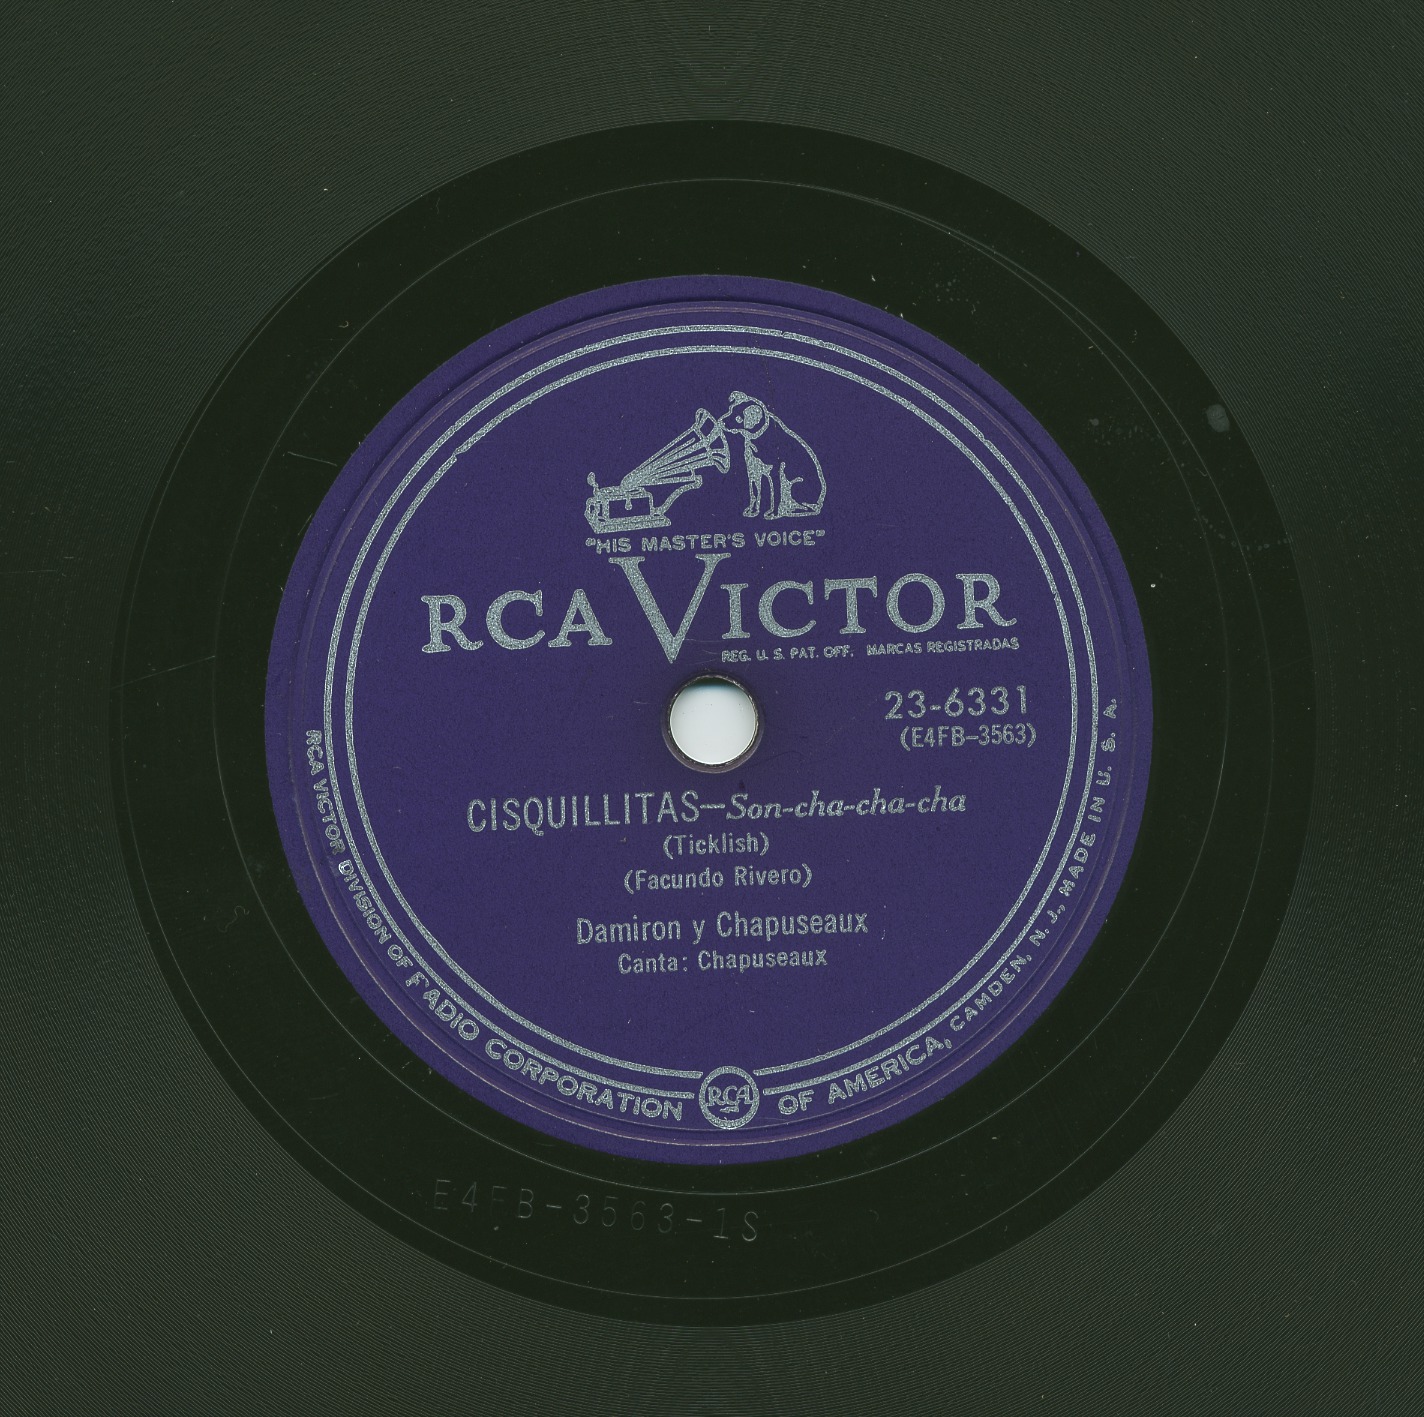 "HIS MASTER'S VOICE"
RCA VICTOR
REG. U. S. PAT. OFF. MARCAS REGISTRADAS
23-6331
(E4FB-3563)
CISQUILLITAS—Son-cha-cha-cha
(Ticklish)
(Facundo Rivero)
Damiron y Chapuseaux
Canta: Chapuseaux
RCA VICTOR DIVISION OF RADIO CORPORATION OF AMERICA, CAMDEN, N. J., MADE IN U. S. A.
RCA
E4FB-3563-1S